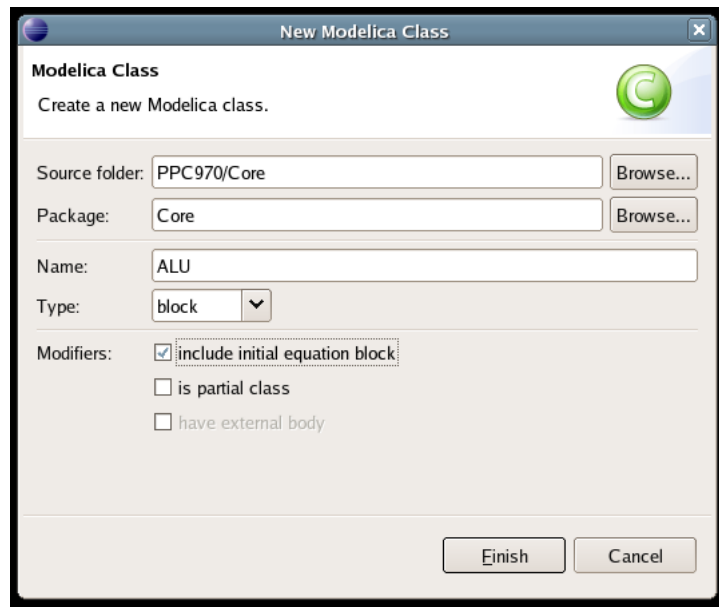 New Modelica Class
Modelica Class
Create a new Modelica class.
Source folder: PPC970/Core Browse...
Package: Core Browse...
Name: ALU
Type: block
Modifiers: include initial equation block
is partial class
have external body
Finish Cancel